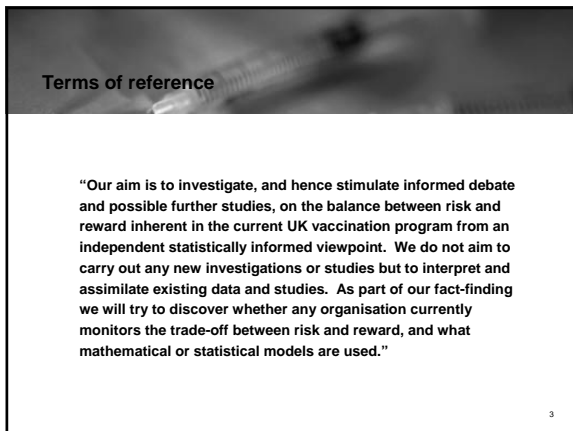 Terms of reference
“Our aim is to investigate, and hence stimulate informed debate
and possible further studies, on the balance between risk and
reward inherent in the current UK vaccination program from an
independent statistically informed viewpoint.  We do not aim to
carry out any new investigations or studies but to interpret and
assimilate existing data and studies.  As part of our fact-finding
we will try to discover whether any organisation currently
monitors the trade-off between risk and reward, and what
mathematical or statistical models are used.”
3